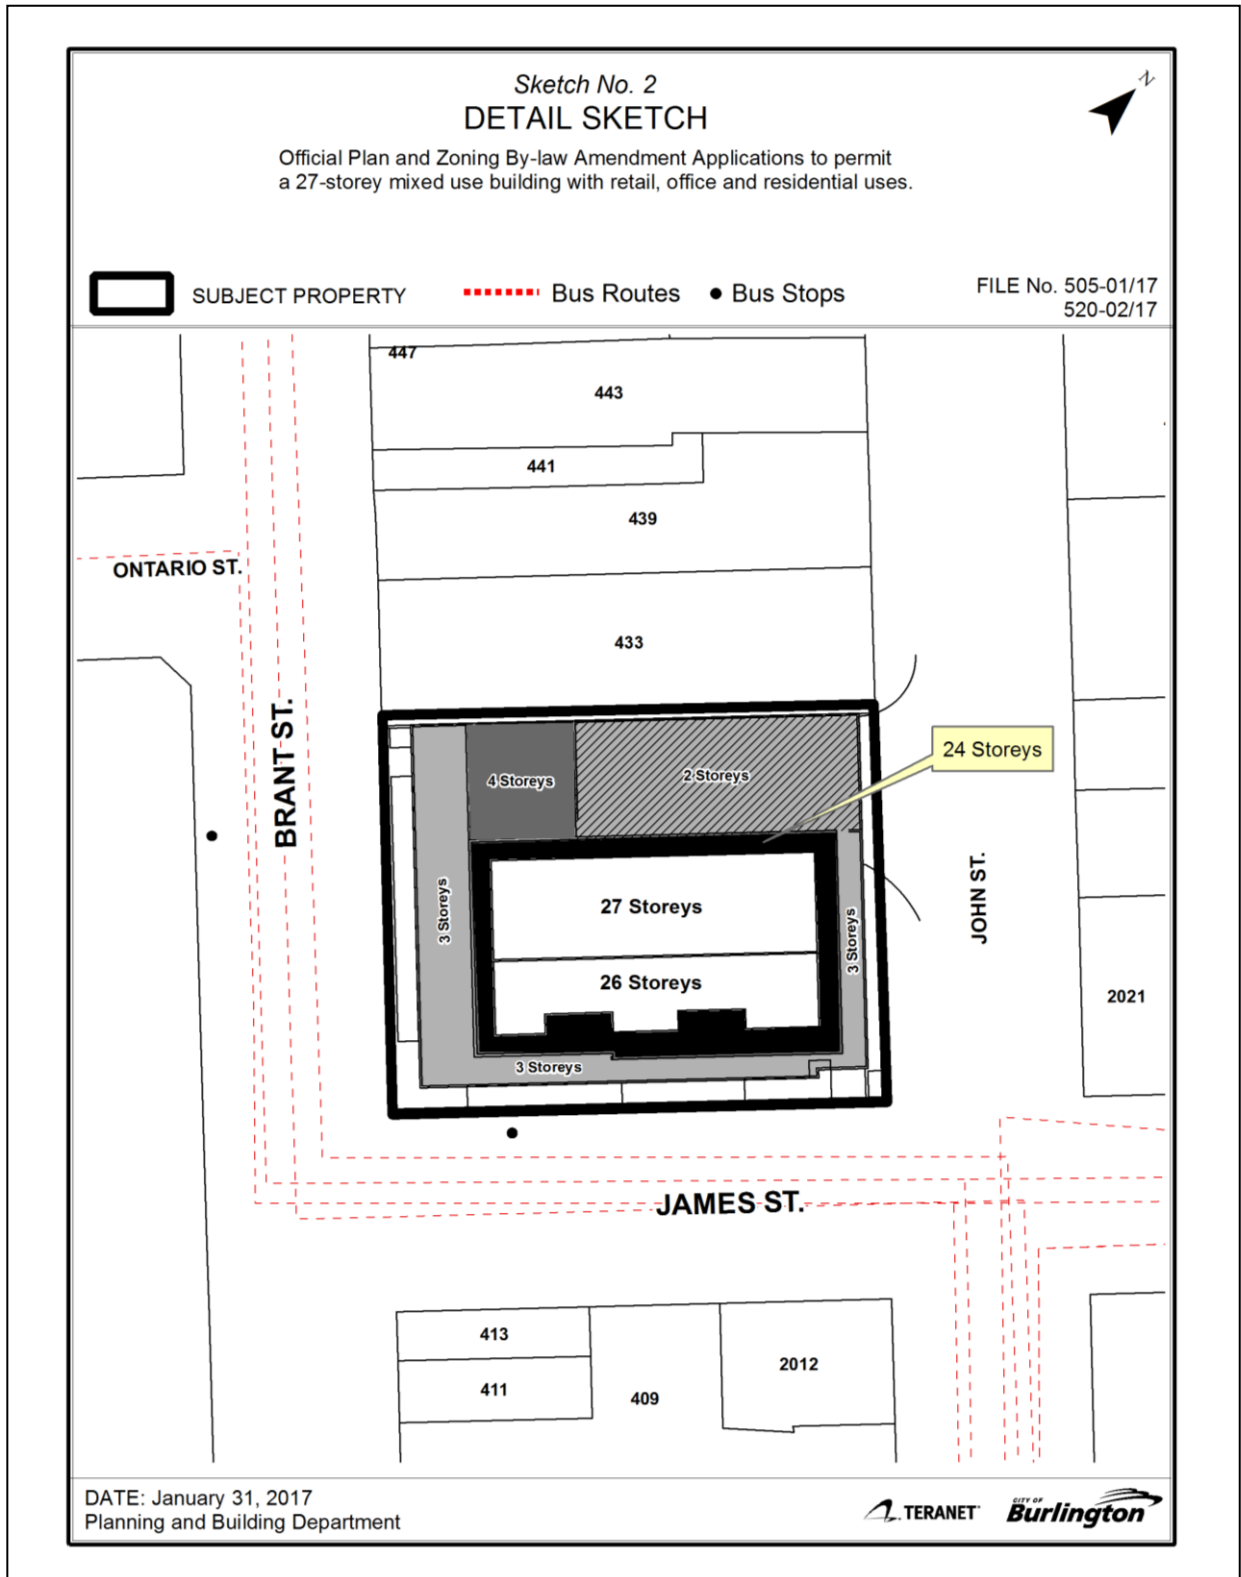 Sketch No. 2
DETAIL SKETCH
N
Official Plan and Zoning By-law Amendment Applications to permit
a 27-storey mixed use building with retail, office and residential uses.
SUBJECT PROPERTY
Bus Routes
Bus Stops
FILE No. 505-01/17
520-02/17
447
443
441
439
ONTARIO ST.
433
BRANT ST.
24 Storeys
4 Storeys
2 Storeys
3 Storeys
27 Storeys
3 Storeys
JOHN ST.
26 Storeys
2021
3 Storeys
JAMES ST.
413
2012
411
409
DATE: January 31, 2017
Planning and Building Department
TERANET
CITY OF
Burlington